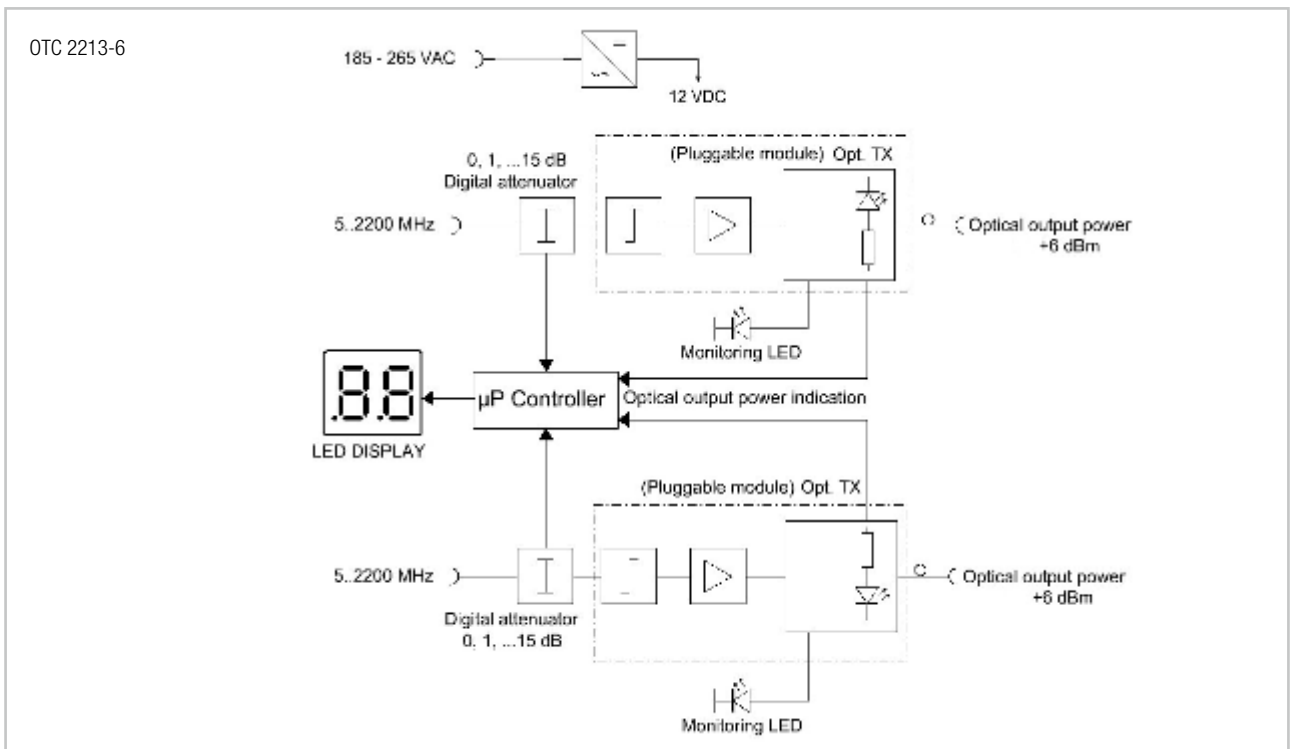 OTC 2213-6
185 - 265 VAC
12 VDC
(Pluggable module) Opt. TX
0, 1, ...15 dB
Digital attenuator
5..2200 MHz
Optical output power
+6 dBm
Monitoring LED
.8.8
µP Controller
Optical output power indication
LED DISPLAY
(Pluggable module) Opt. TX
5..2200 MHz
Optical output power
+6 dBm
Digital attenuator
0, 1, ...15 dB
Monitoring LED